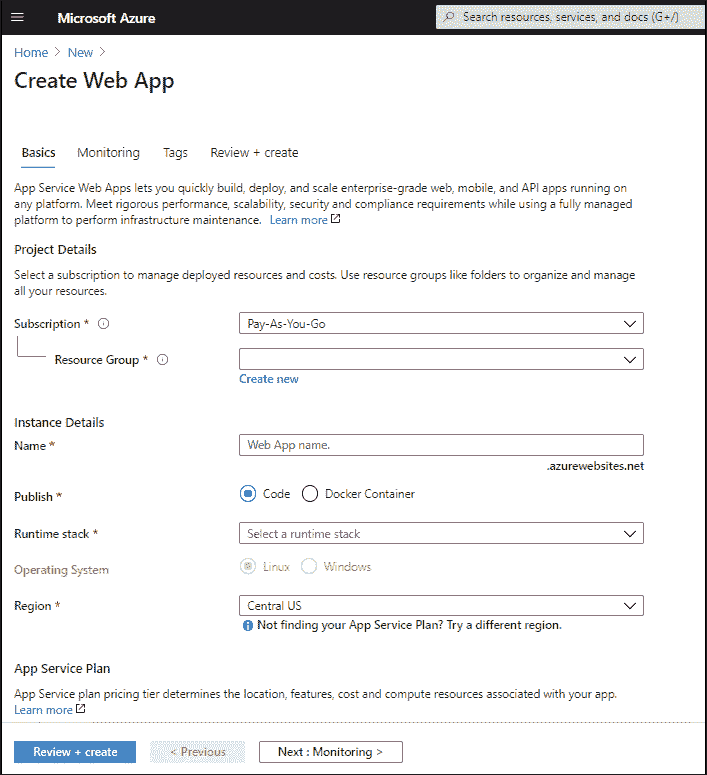 Microsoft Azure
Search resources, services, and docs (G+/)
Home > New >
Create Web App
Basics Monitoring Tags Review + create
App Service Web Apps lets you quickly build, deploy, and scale enterprise-grade web, mobile, and API apps running on
any platform. Meet rigorous performance, scalability, security and compliance requirements while using a fully managed
platform to perform infrastructure maintenance. Learn more
Project Details
Select a subscription to manage deployed resources and costs. Use resource groups like folders to organize and manage
all your resources.
Subscription * Pay-As-You-Go
Resource Group *
Create new
Instance Details
Name * Web App name.
.azurewebsites.net
Publish * Code Docker Container
Runtime stack * Select a runtime stack
Operating System Linux Windows
Region * Central US
Not finding your App Service Plan? Try a different region.
App Service Plan
App Service plan pricing tier determines the location, features, cost and compute resources associated with your app.
Learn more
Review + create < Previous Next : Monitoring >